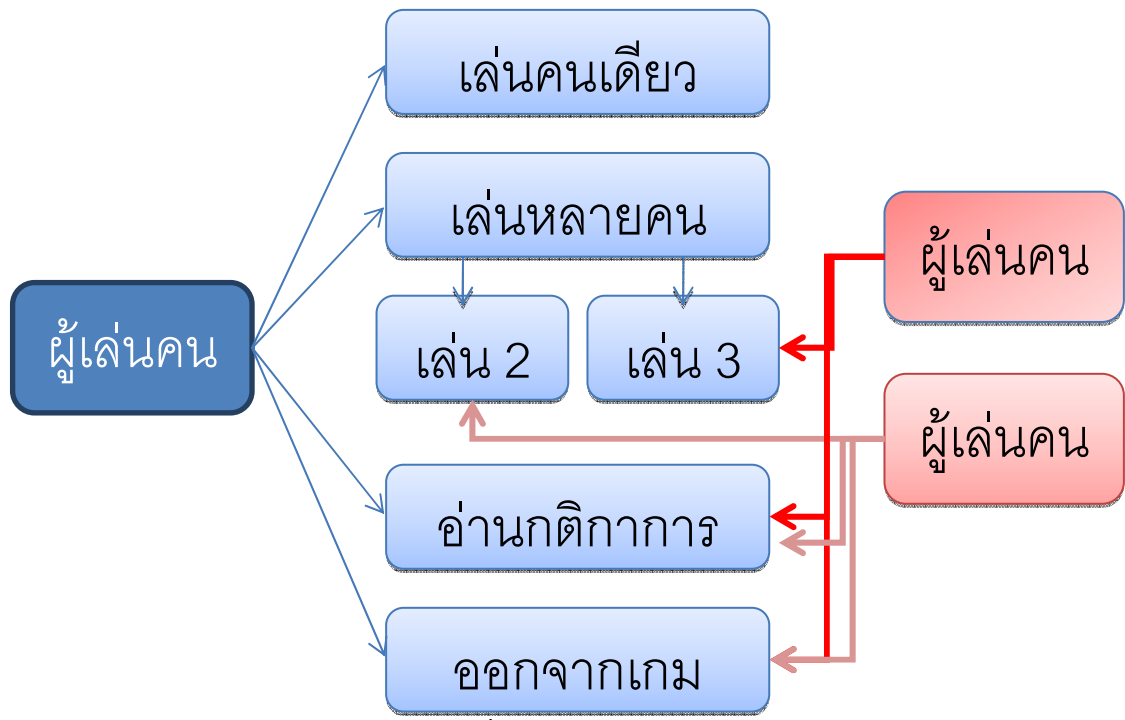 เล่นคนเดียว
เล่นหลายคน
ผู้เล่นคน
ผู้เล่นคน
เล่น 2
เล่น 3
ผู้เล่นคน
อ่านกติกาการ
ออกจากเกม